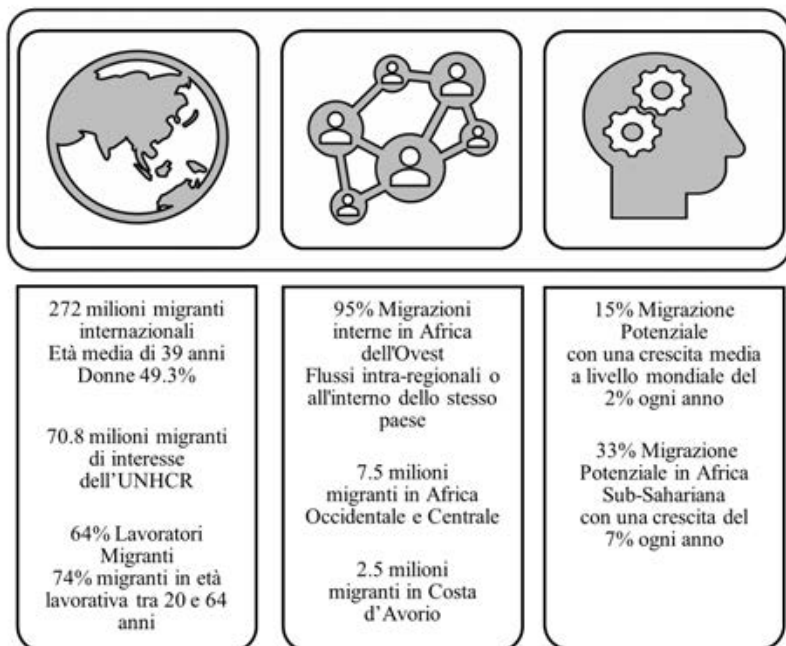 272 milioni migranti
internazionali
Età media di 39 anni
Donne 49.3%
70.8 milioni migranti
di interesse
dell’UNHCR
64% Lavoratori
Migranti
74% migranti in età
lavorativa tra 20 e 64
anni
95% Migrazioni
interne in Africa
dell'Ovest
Flussi intra-regionali o
all'interno dello stesso
paese
7.5 milioni
migranti in Africa
Occidentale e Centrale
2.5 milioni
migranti in Costa
d’Avorio
15% Migrazione
Potenziale
con una crescita media
a livello mondiale del
2% ogni anno
33% Migrazione
Potenziale in Africa
Sub-Sahariana
con una crescita del
7% ogni anno